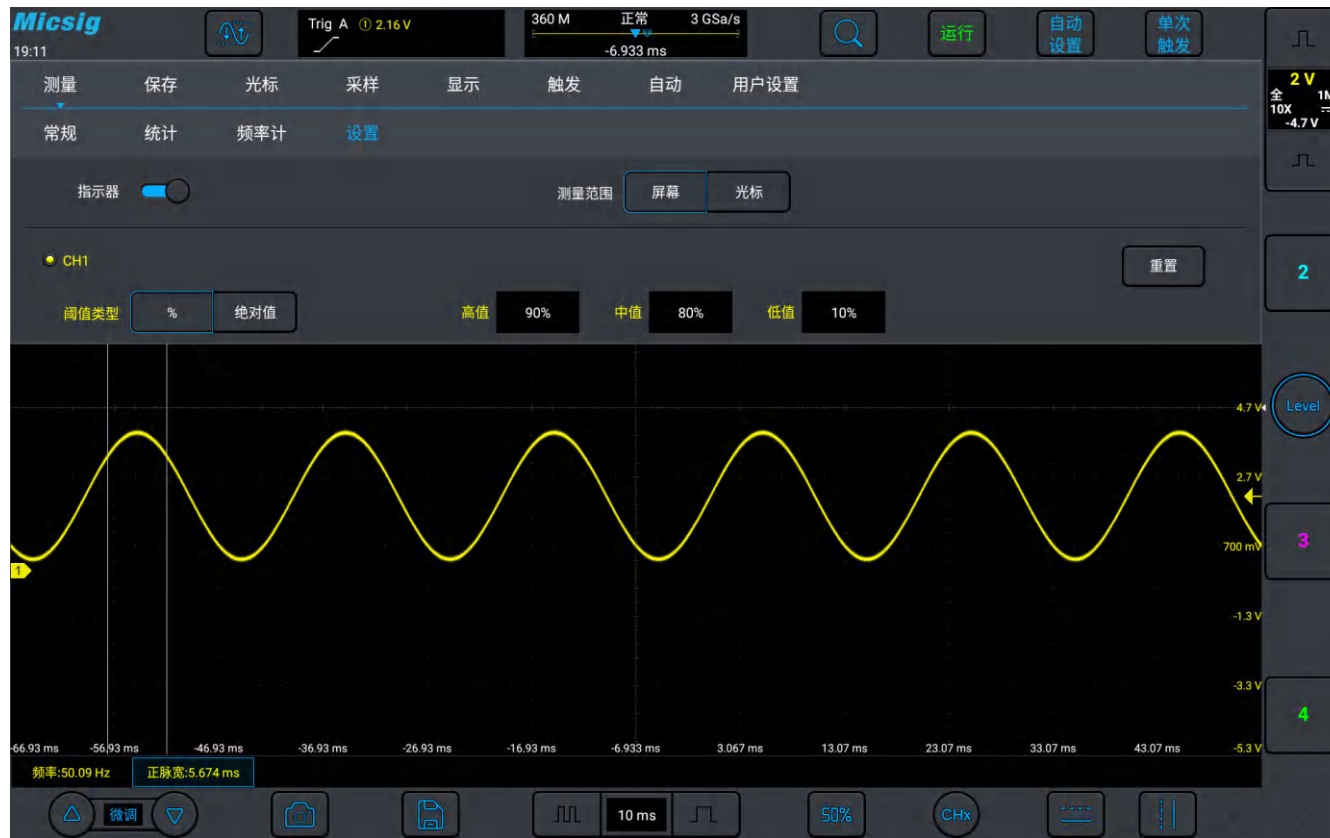 Micsig
19:11
Trig A ① 2.16 V
360 M 正常 3 GSa/s
-6.933 ms
运行
自动
设置
单次
触发
2 V
全 1M
10X
-4.7 V
测量 保存 光标 采样 显示 触发 自动 用户设置
常规 统计 频率计 设置
指示器 测量范围 屏幕 光标
CH1 重置
阈值类型 % 绝对值 高值 90% 中值 80% 低值 10%
2
4.7 V
Level
2.7 V
700 mV
3
1
-1.3 V
-3.3 V
4
-66.93 ms -56.93 ms -46.93 ms -36.93 ms -26.93 ms -16.93 ms -6.933 ms 3.067 ms 13.07 ms 23.07 ms 33.07 ms 43.07 ms -5.3 V
频率:50.09 Hz 正脉宽:5.674 ms
微调 10 ms 50% CHx